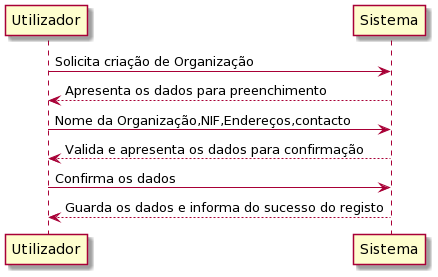 Utilizador Sistema
Solicita criação de Organização
Apresenta os dados para preenchimento
Nome da Organização,NIF,Endereços,contacto
Valida e apresenta os dados para confirmação
Confirma os dados
Guarda os dados e informa do sucesso do registo
Utilizador Sistema